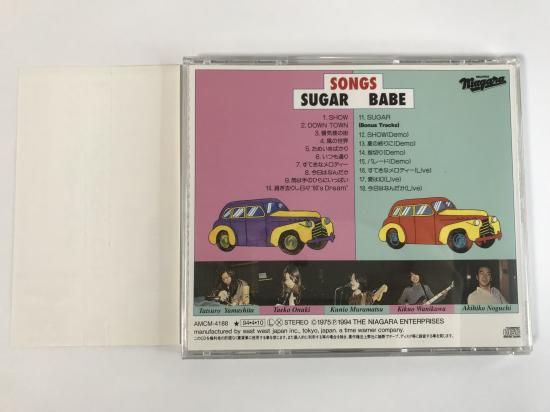 SONGS
SUGAR BABE
Niagara
1. SHOW
2. DOWN TOWN
3. 蜃気楼の街
4. 風の世界
5. ためいきばかり
6. いつも通り
7. すてきなメロディー
8. 今日はなんだか
9. 雨は手のひらにいっぱい
10. 過ぎ去りし日々"60's Dream"
11. SUGAR
(Bonus Tracks)
12. SHOW(Demo)
13. 夏の終りに(Demo)
14. 指切り(Demo)
15. パレード(Demo)
16. すてきなメロディー(Live)
17. 愛は幻(Live)
18. 今日はなんだか(Live)
Tatsuro Yamashita
Taeko Onuki
Kunio Muramatsu
Kikuo Wanikawa
Akihiko Noguchi
AMCM-4188 ★ 94・4・10 Ⓛ Ⓧ STEREO ©1975 Ⓟ1994 THE NIAGARA ENTERPRISES
manufactured by east west japan inc., tokyo, japan. a time warner company.